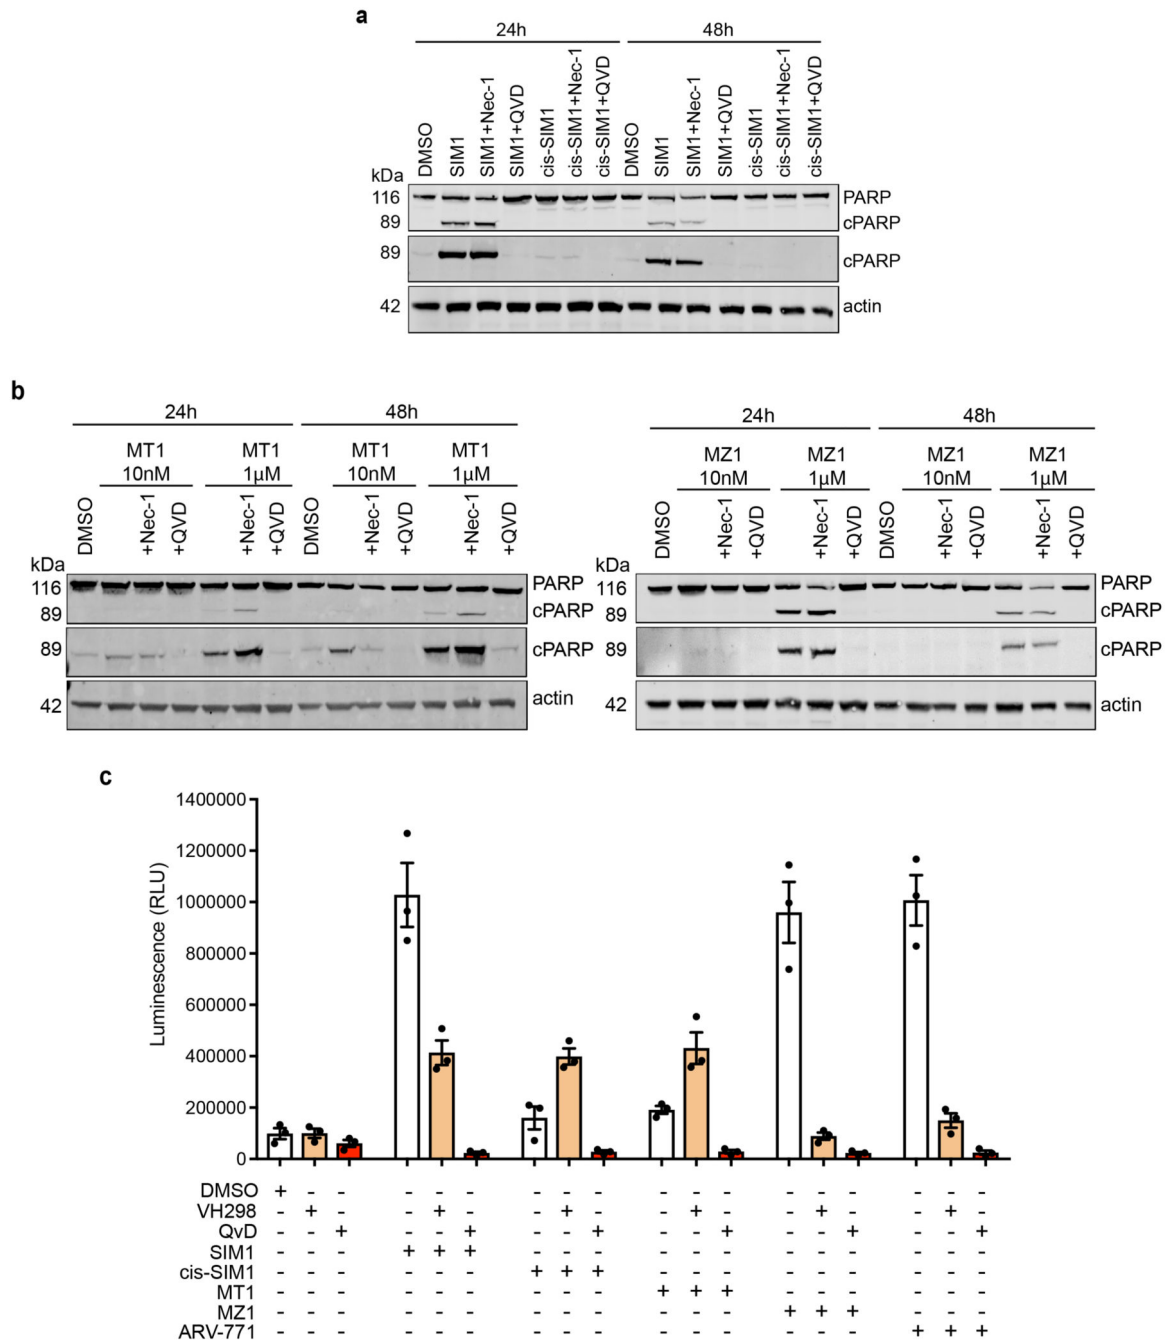 a
24h 48h
DMSO SIM1 SIM1+Nec-1 SIM1+QVD cis-SIM1 cis-SIM1+Nec-1 cis-SIM1+QVD DMSO SIM1 SIM1+Nec-1 SIM1+QVD cis-SIM1 cis-SIM1+Nec-1 cis-SIM1+QVD
kDa
116 PARP
89 cPARP
89 cPARP
42 actin
b
24h 48h
MT1 MT1 MT1 MT1
10nM 1µM 10nM 1µM
DMSO +Nec-1 +QVD +Nec-1 +QVD DMSO +Nec-1 +QVD +Nec-1 +QVD
kDa
116 PARP
89 cPARP
89 cPARP
42 actin
24h 48h
MZ1 MZ1 MZ1 MZ1
10nM 1µM 10nM 1µM
DMSO +Nec-1 +QVD +Nec-1 +QVD DMSO +Nec-1 +QVD +Nec-1 +QVD
kDa
116 PARP
89 cPARP
89 cPARP
42 actin
c
Luminescence (RLU)
1400000
1200000
1000000
800000
600000
400000
200000
0
DMSO + - - - - - - - - - - - - - - - - -
VH298 - + - - + - - + - - + - - + - - + -
QvD - - + - - + - - + - - + - - + - - +
SIM1 - - - + + + - - - - - - - - - - - -
cis-SIM1 - - - - - - + + + - - - - - - - - -
MT1 - - - - - - - - - + + + - - - - - -
MZ1 - - - - - - - - - - - - + + + - - -
ARV-771 - - - - - - - - - - - - - - - + + +